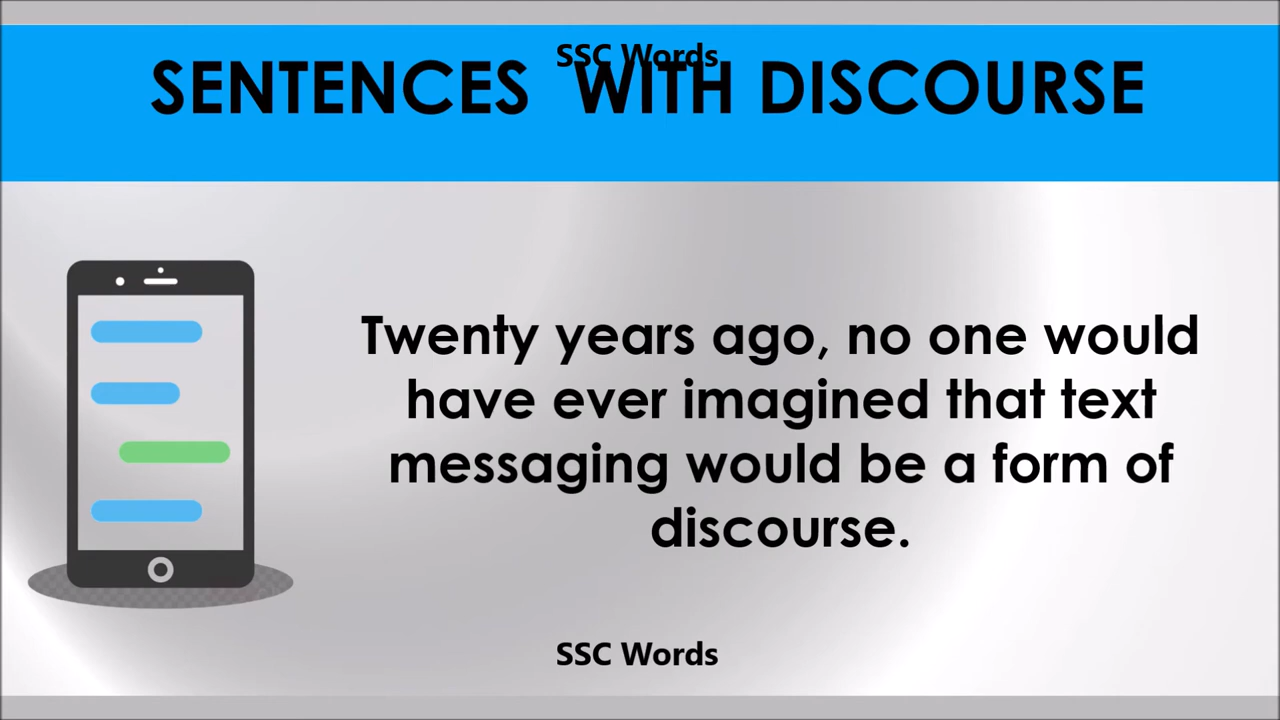 SSC Words
SENTENCES WITH DISCOURSE
Twenty years ago, no one would
have ever imagined that text
messaging would be a form of
discourse.
SSC Words